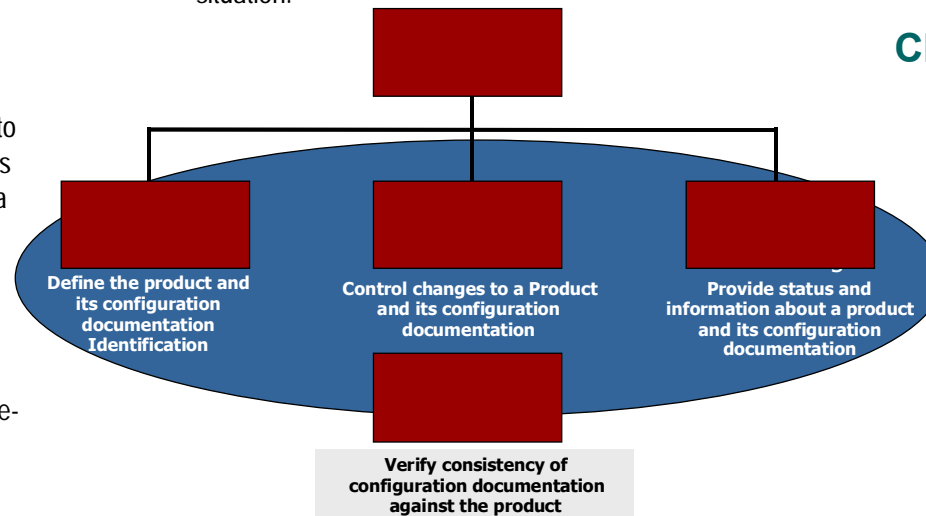 situation.
to
s
a
e-
Define the product and
its configuration
documentation
Identification
Control changes to a Product
and its configuration
documentation
Provide status and
information about a product
and its configuration
documentation
Verify consistency of
configuration documentation
against the product